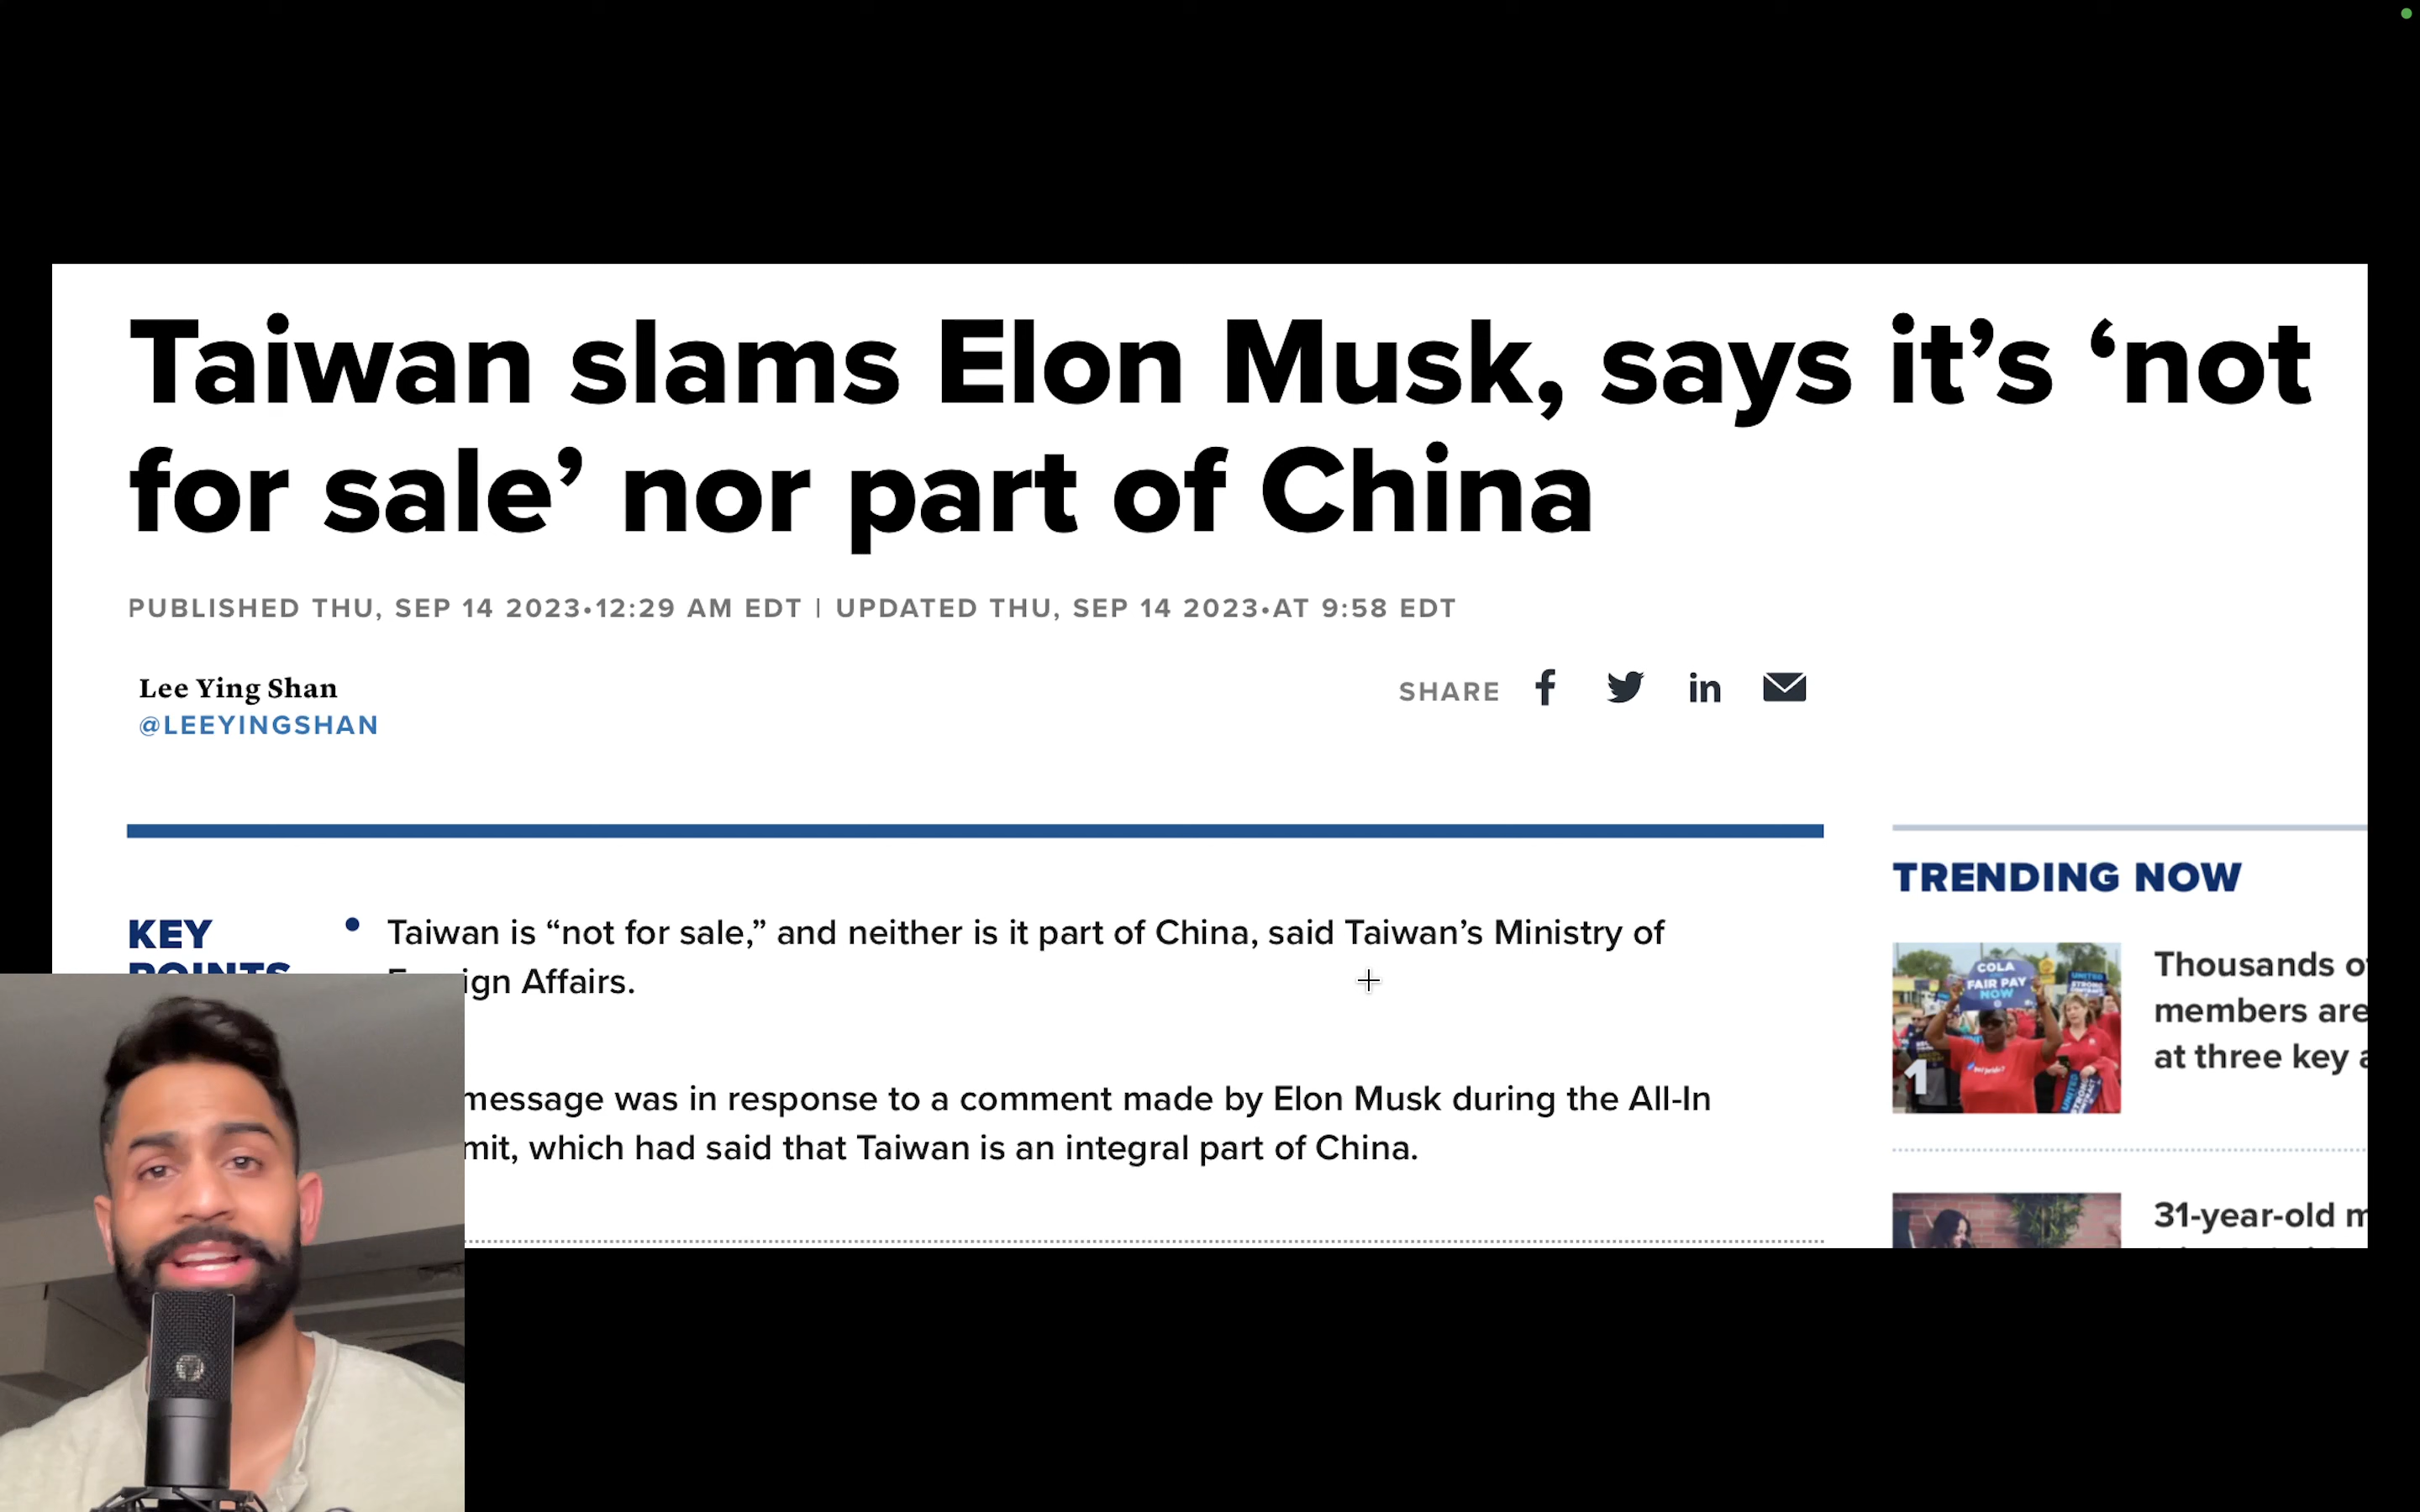 Taiwan slams Elon Musk, says it’s ‘not
for sale’ nor part of China
PUBLISHED THU, SEP 14 2023•12:29 AM EDT | UPDATED THU, SEP 14 2023•AT 9:58 EDT
Lee Ying Shan
@LEEYINGSHAN
SHARE
KEY
POINTS
Taiwan is “not for sale,” and neither is it part of China, said Taiwan’s Ministry of
ign Affairs.
message was in response to a comment made by Elon Musk during the All-In
mit, which had said that Taiwan is an integral part of China.
TRENDING NOW
COLA
FAIR PAY
NOW
1
Thousands o
members are
at three key a
31-year-old m